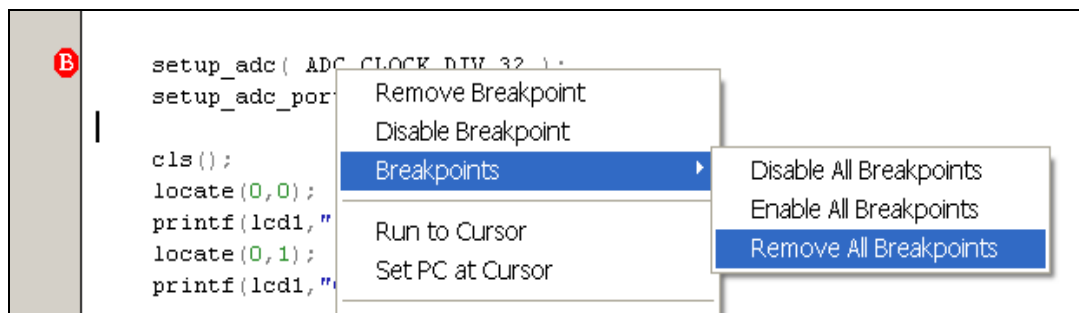 B
setup_adc( ADC_CLOCK_DIV_32 );
setup_adc_por
cls();
locate(0,0);
printf(lcd1,"
locate(0,1);
printf(lcd1,"
Remove Breakpoint
Disable Breakpoint
Breakpoints
Run to Cursor
Set PC at Cursor
Disable All Breakpoints
Enable All Breakpoints
Remove All Breakpoints